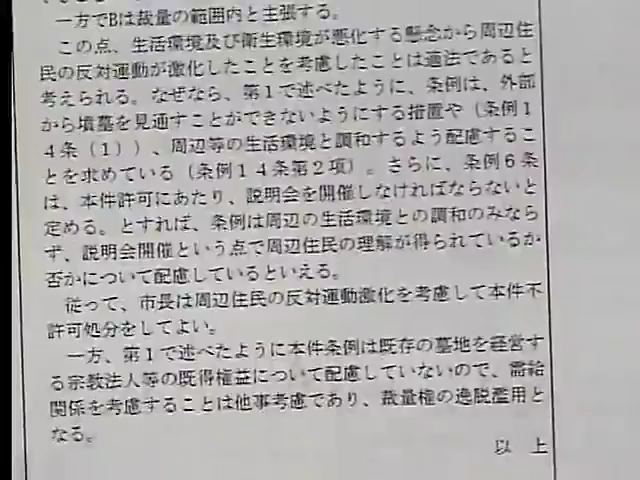 一方でBは裁量の範囲内と主張する。
この点、生活環境及び衛生環境が悪化する懸念から周辺住
民の反対運動が激化したことを考慮したことは適法であると
考えられる。なぜなら、第１で述べたように、条例は、外部
から墳墓を見通すことができないようにする措置や（条例１
４条（１））、周辺等の生活環境と調和するよう配慮するこ
とを求めている（条例１４条第２項）。さらに、条例６条
は、本件許可にあたり、説明会を開催しなければならないと
定める。とすれば、条例は周辺の生活環境との調和のみなら
ず、説明会開催という点で周辺住民の理解が得られているか
否かについて配慮しているといえる。
従って、市長は周辺住民の反対運動激化を考慮して本件不
許可処分をしてよい。
一方、第１で述べたように本件条例は既存の墓地を経営す
る宗教法人等の既得権益について配慮していないので、需給
関係を考慮することは他事考慮であり、裁量権の逸脱濫用と
なる。
以 上